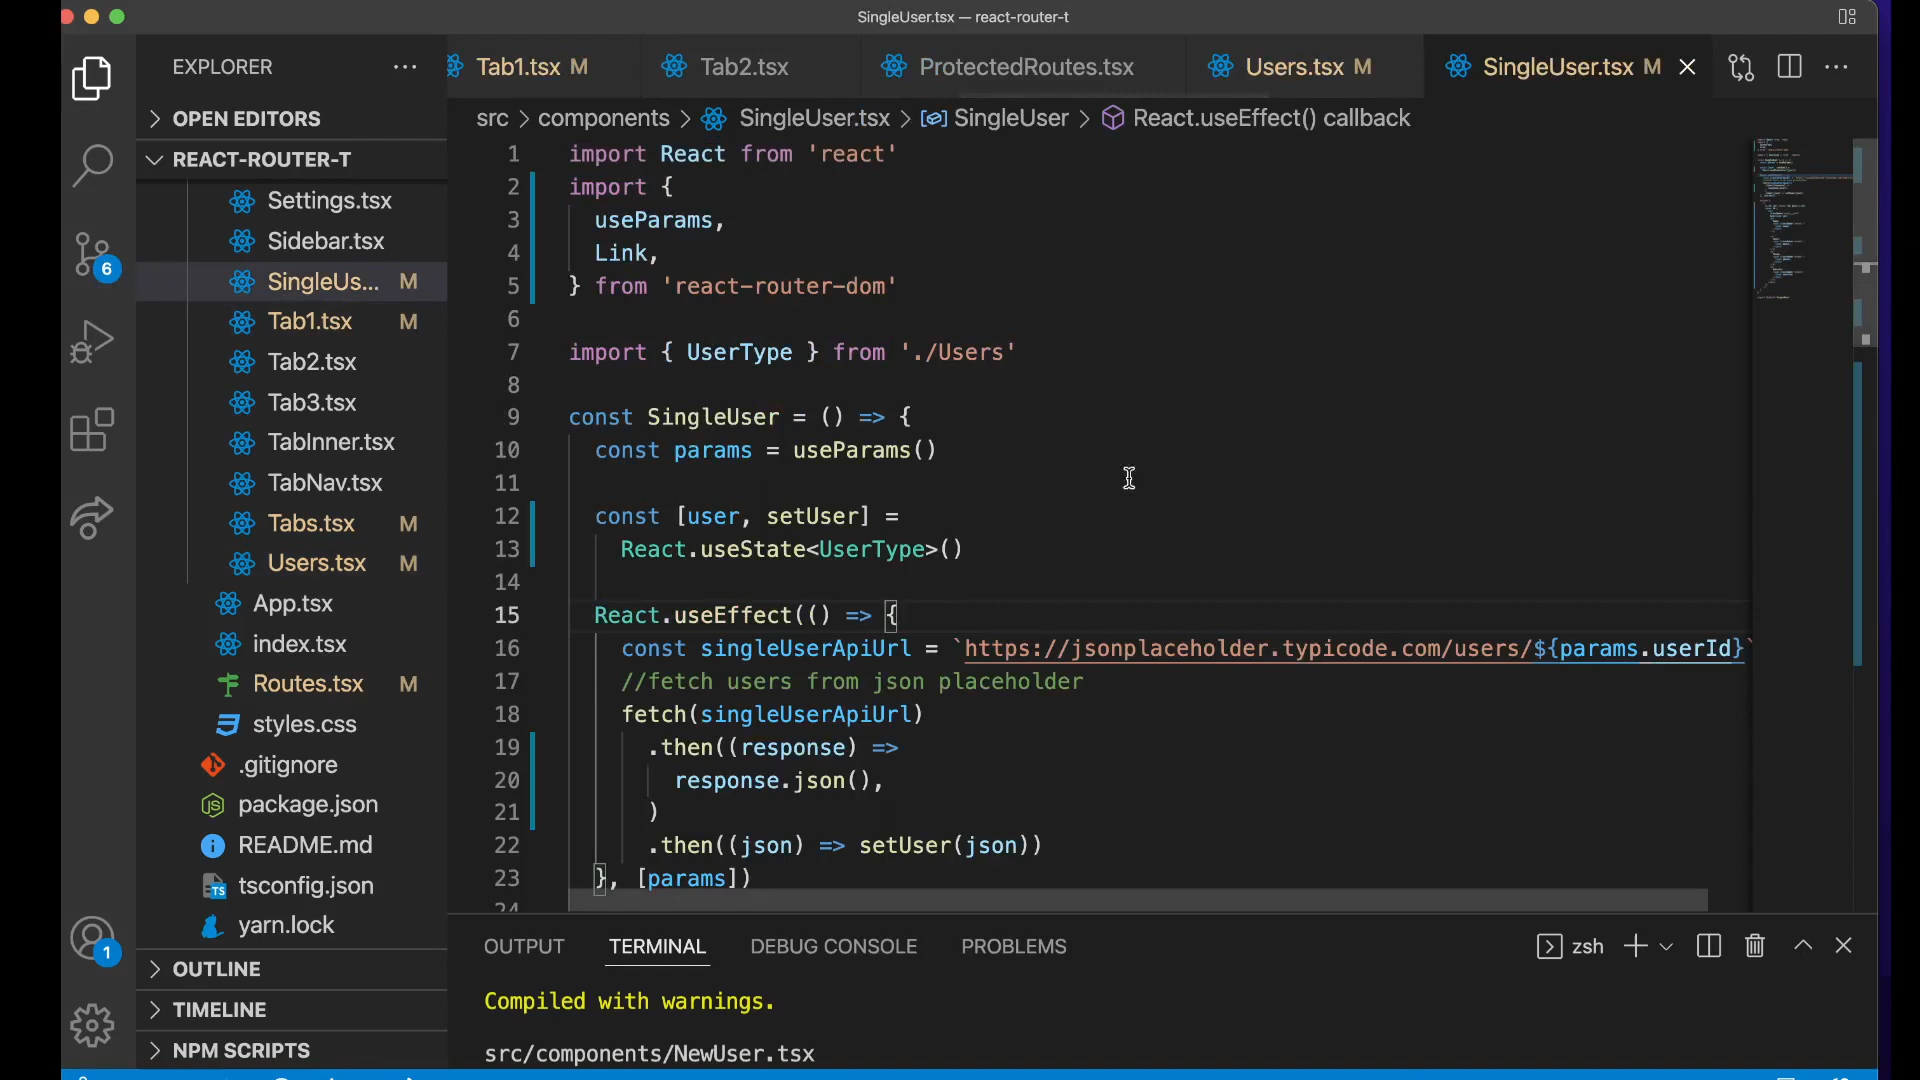 SingleUser.tsx — react-router-t
EXPLORER
Tab1.tsx M
Tab2.tsx
ProtectedRoutes.tsx
Users.tsx M
SingleUser.tsx M
OPEN EDITORS
src > components > SingleUser.tsx > SingleUser > React.useEffect() callback
REACT-ROUTER-T
Settings.tsx
Sidebar.tsx
SingleUs... M
Tab1.tsx M
Tab2.tsx
Tab3.tsx
TabInner.tsx
TabNav.tsx
Tabs.tsx M
Users.tsx M
App.tsx
index.tsx
Routes.tsx M
styles.css
.gitignore
package.json
README.md
tsconfig.json
yarn.lock
OUTLINE
TIMELINE
NPM SCRIPTS
6
1
1 import React from 'react'
2 import {
3 useParams,
4 Link,
5 } from 'react-router-dom'
6
7 import { UserType } from './Users'
8
9 const SingleUser = () => {
10 const params = useParams()
11
12 const [user, setUser] =
13 React.useState<UserType>()
14
15 React.useEffect(() => {
16 const singleUserApiUrl = `https://jsonplaceholder.typicode.com/users/${params.userId}`
17 //fetch users from json placeholder
18 fetch(singleUserApiUrl)
19 .then((response) =>
20 response.json(),
21 )
22 .then((json) => setUser(json))
23 }, [params])
24
OUTPUT
TERMINAL
DEBUG CONSOLE
PROBLEMS
zsh
Compiled with warnings.
src/components/NewUser.tsx